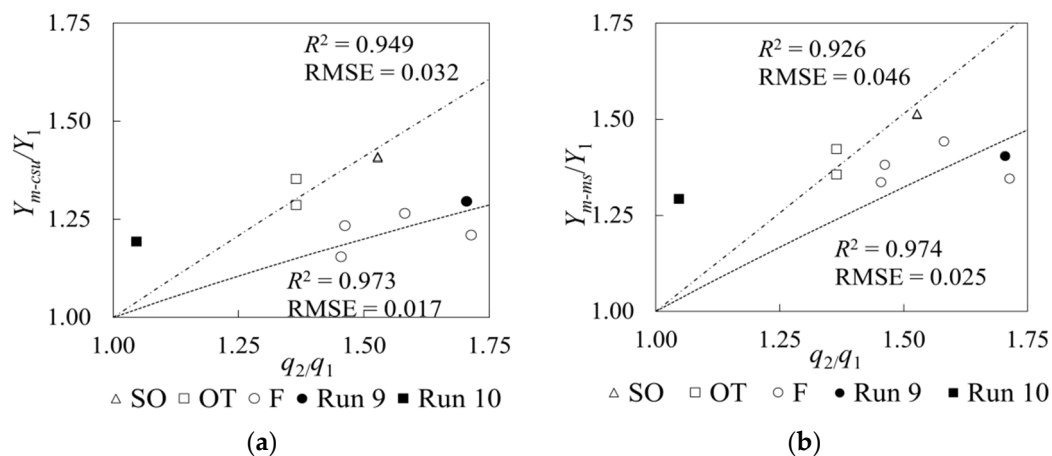 1.75
1.50
1.25
1.00
Ym-csu/Y1
R2 = 0.949
RMSE = 0.032
R2 = 0.973
RMSE = 0.017
1.00 1.25 1.50 1.75
q2/q1
△ SO □ OT ○ F ● Run 9 ■ Run 10
(a)
1.75
1.50
1.25
1.00
Ym-ms/Y1
R2 = 0.926
RMSE = 0.046
R2 = 0.974
RMSE = 0.025
1.00 1.25 1.50 1.75
q2/q1
△ SO □ OT ○ F ● Run 9 ■ Run 10
(b)